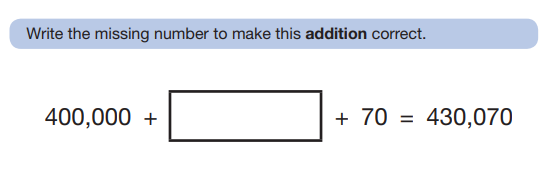 Write the missing number to make this addition correct.
400,000 + + 70 = 430,070